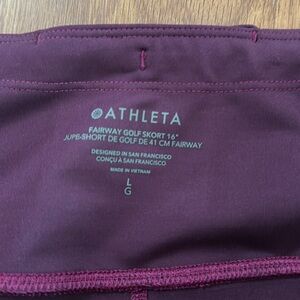 ATHLETA
FAIRWAY GOLF SKORT 16"
JUPE-SHORT DE GOLF DE 41 CM FAIRWAY
DESIGNED IN SAN FRANCISCO
CONÇU À SAN FRANCISCO
MADE IN VIETNAM
L
G